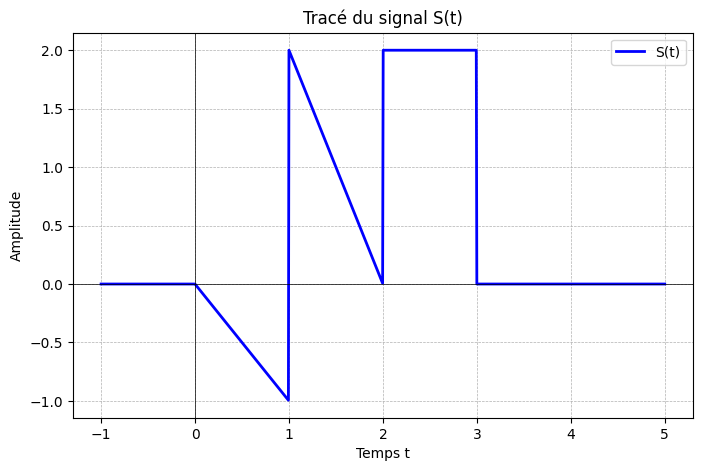 Tracé du signal S(t)
S(t)
2.0
1.5
1.0
0.5
0.0
−0.5
−1.0
Amplitude
−1 0 1 2 3 4 5
Temps t